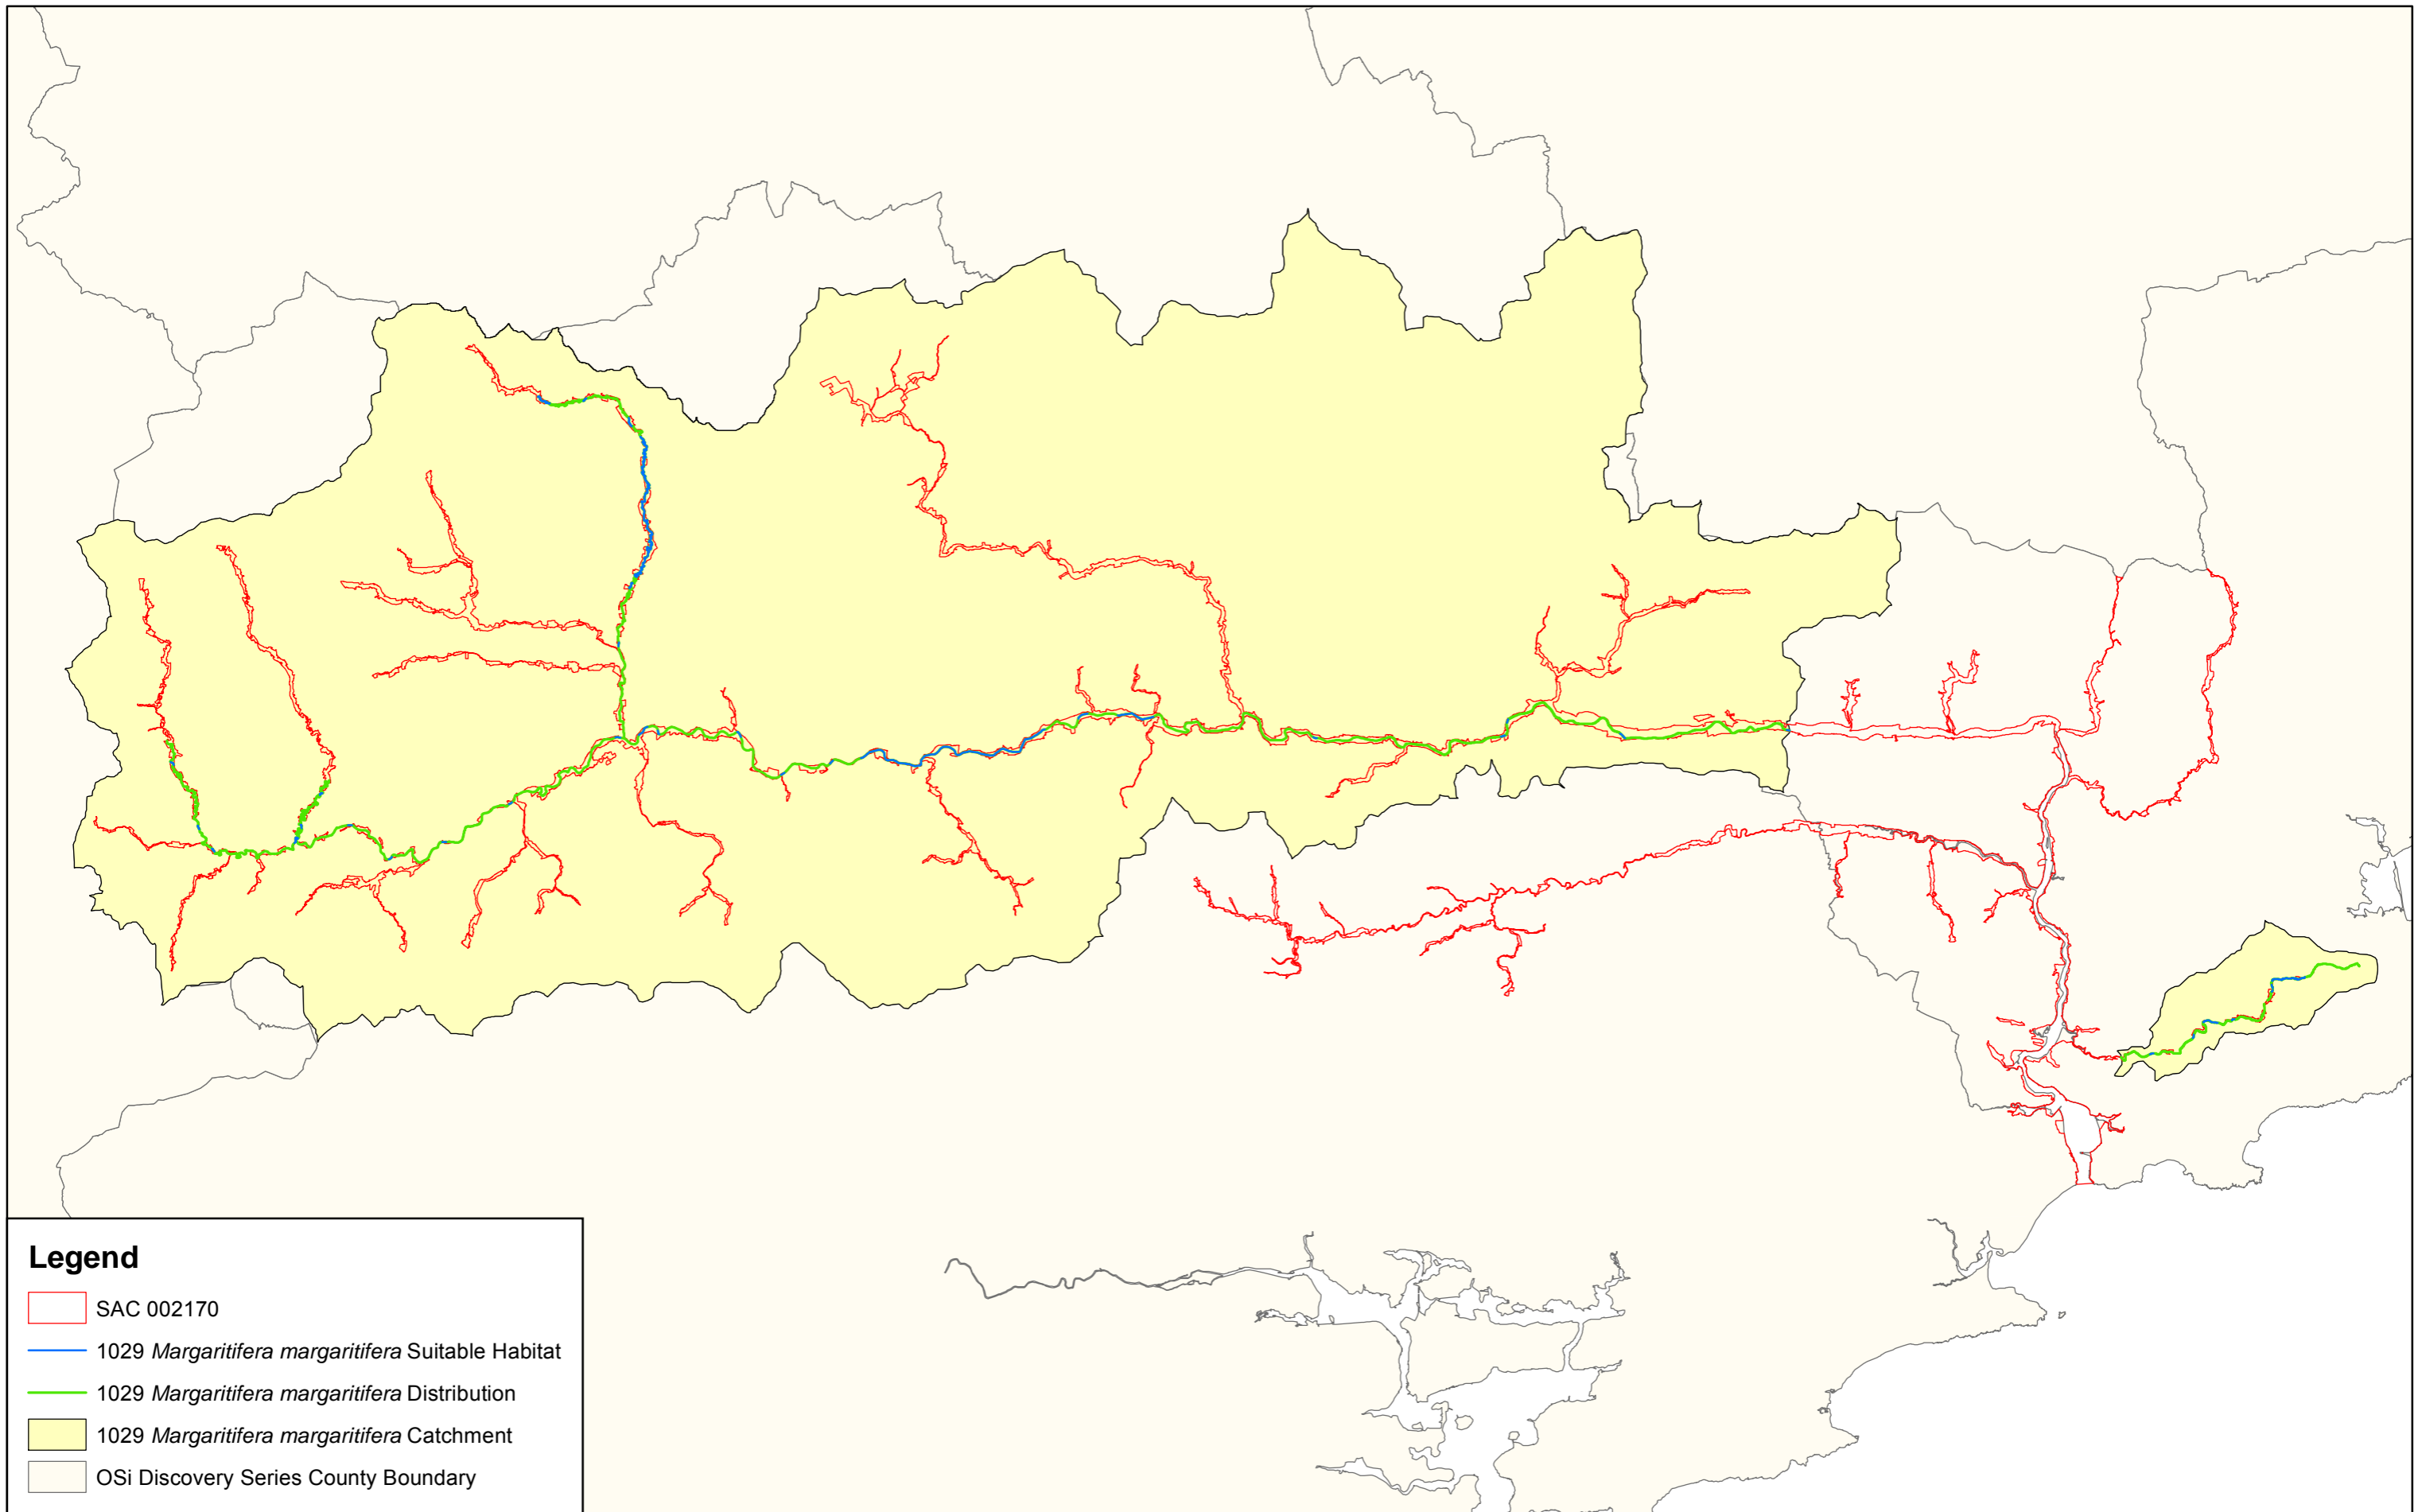 Legend
SAC 002170
1029 Margaritifera margaritifera Suitable Habitat
1029 Margaritifera margaritifera Distribution
1029 Margaritifera margaritifera Catchment
OSi Discovery Series County Boundary